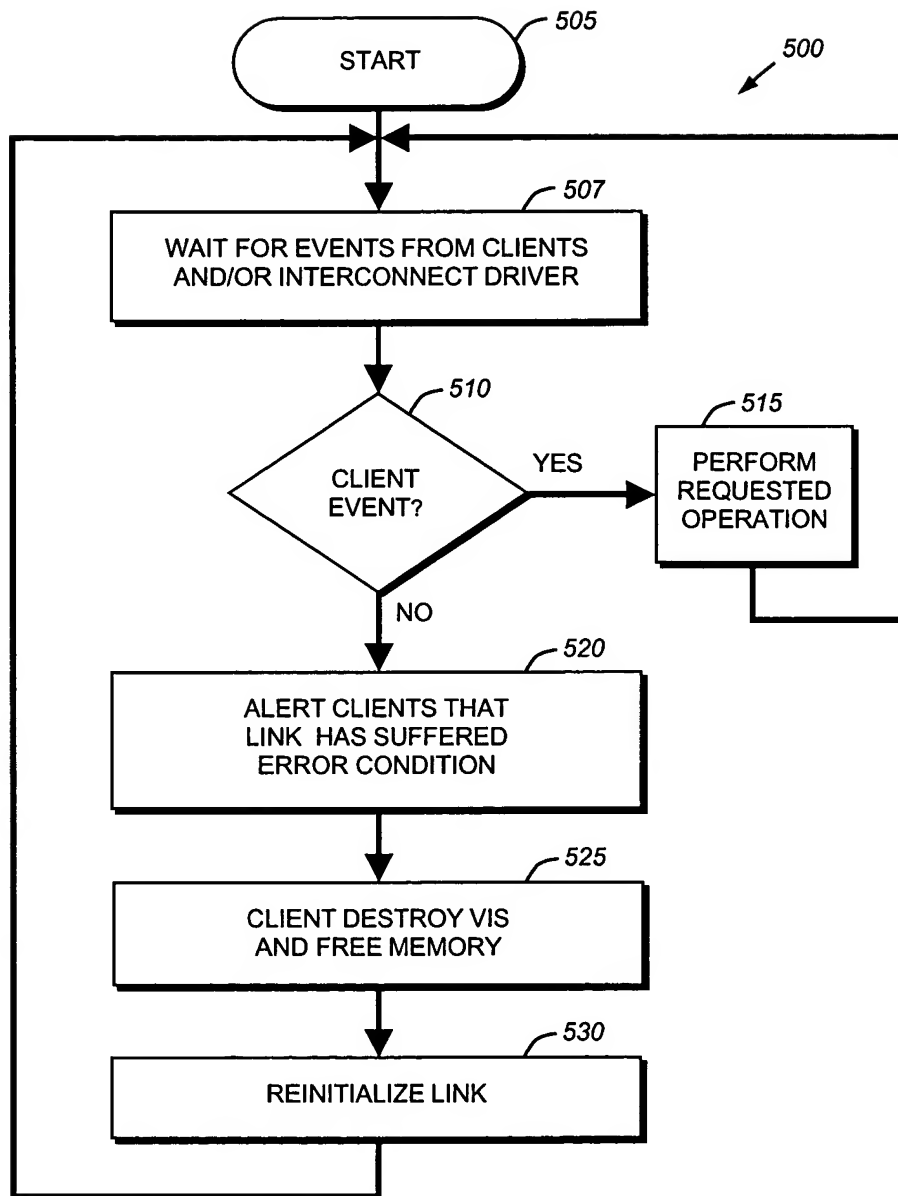 505
START
500
507
WAIT FOR EVENTS FROM CLIENTS
AND/OR INTERCONNECT DRIVER
510
CLIENT
EVENT?
YES
515
PERFORM
REQUESTED
OPERATION
NO
520
ALERT CLIENTS THAT
LINK HAS SUFFERED
ERROR CONDITION
525
CLIENT DESTROY VIS
AND FREE MEMORY
530
REINITIALIZE LINK